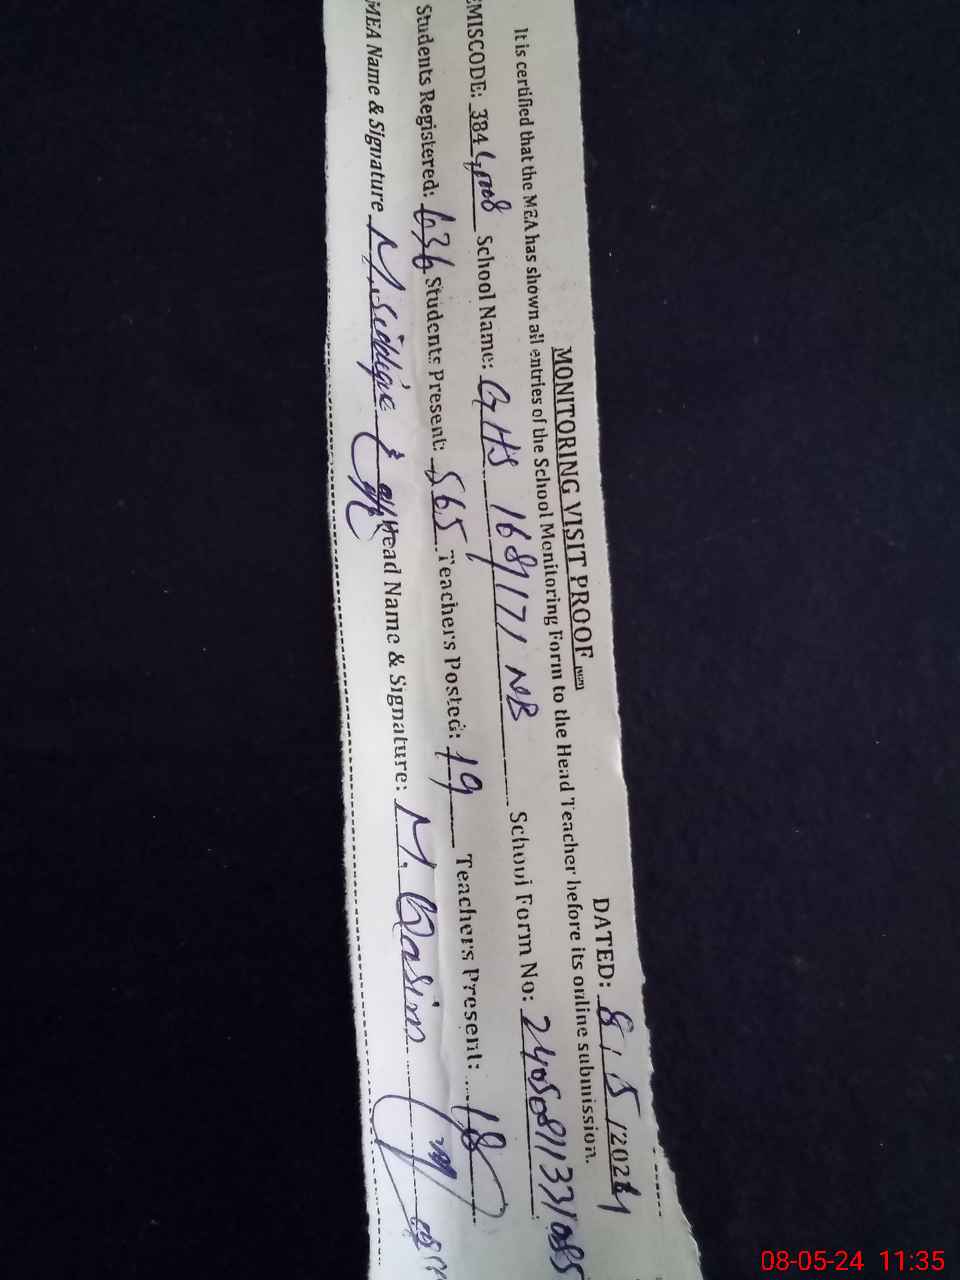 MONITORING VISIT PROOF
DATED: 8/5/2024
It is certified that the MEA has shown all entries of the School Monitoring Form to the Head Teacher before its online submission.
EMISCODE: 384 School Name: GHS 168/171 NB School Form No:
Students Registered: 636 Students Present: 565 Teachers Posted: 19 Teachers Present: 18
MEA Name & Signature M. Siddique Head Name & Signature: M. Qasim
08-05-24 11:35